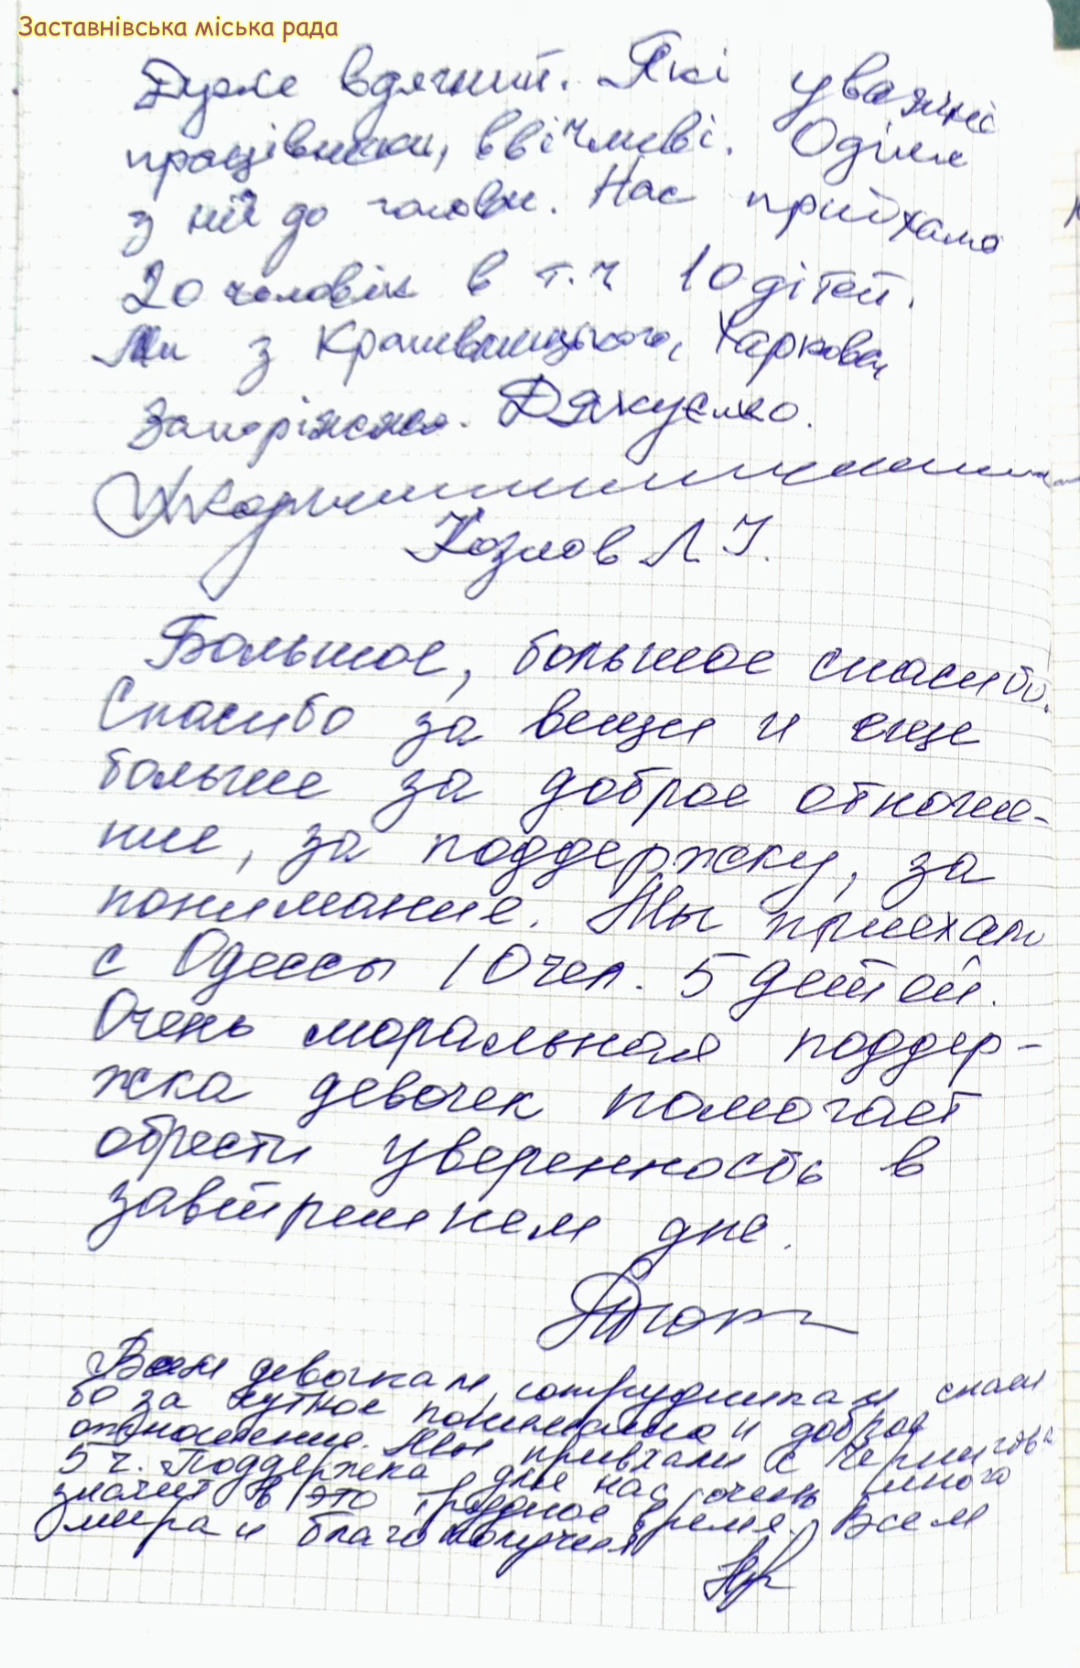 Заставнівська міська рада
Дуже вдячний. Які уважні
працівники, ввічливі. Оділи
з ніг до голови. Нас приїхало
20 чоловік в т.ч 10 дітей.
Ми з Харкова
Запоріжжя. Дякуємо.
Козлов Л І.
Большое, большое спасибо.
Спасибо за вещи и еще
больше за доброе отноше-
ние, за поддержку, за
понимание. Мы приехали
с Одессы 10 чел. 5 детей.
Очень моральная поддер-
жка девочек помогает
обрести уверенность в
завтрашнем дне.
Всем девочкам, сотрудникам спаси
бо за чуткое понимание и доброе
отношение. Мы приехали с Чернигова
5 ч. Поддержка для нас очень много
значит в это трудное время. Всем
мира и благополучия